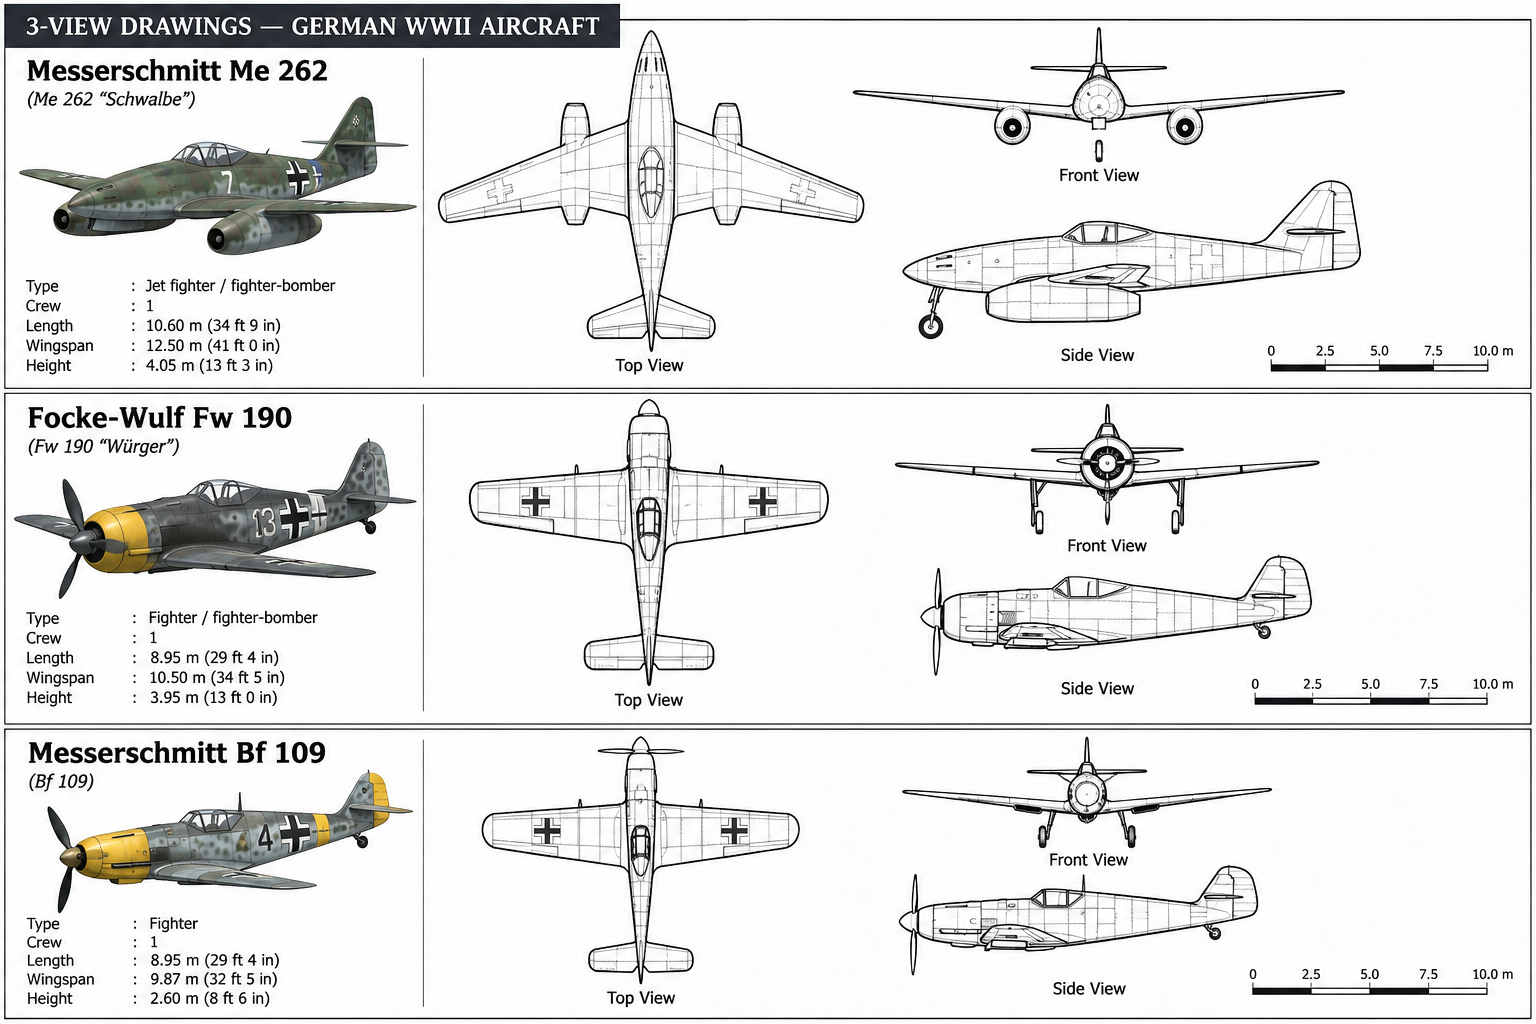 3-VIEW DRAWINGS — GERMAN WWII AIRCRAFT
Messerschmitt Me 262
(Me 262 “Schwalbe”)
7
Type : Jet fighter / fighter-bomber
Crew : 1
Length : 10.60 m (34 ft 9 in)
Wingspan : 12.50 m (41 ft 0 in)
Height : 4.05 m (13 ft 3 in)
Top View
Front View
Side View
0 2.5 5.0 7.5 10.0 m
Focke-Wulf Fw 190
(Fw 190 “Würger”)
13
Type : Fighter / fighter-bomber
Crew : 1
Length : 8.95 m (29 ft 4 in)
Wingspan : 10.50 m (34 ft 5 in)
Height : 3.95 m (13 ft 0 in)
Top View
Front View
Side View
0 2.5 5.0 7.5 10.0 m
Messerschmitt Bf 109
(Bf 109)
4
Type : Fighter
Crew : 1
Length : 8.95 m (29 ft 4 in)
Wingspan : 9.87 m (32 ft 5 in)
Height : 2.60 m (8 ft 6 in)
Top View
Front View
Side View
0 2.5 5.0 7.5 10.0 m